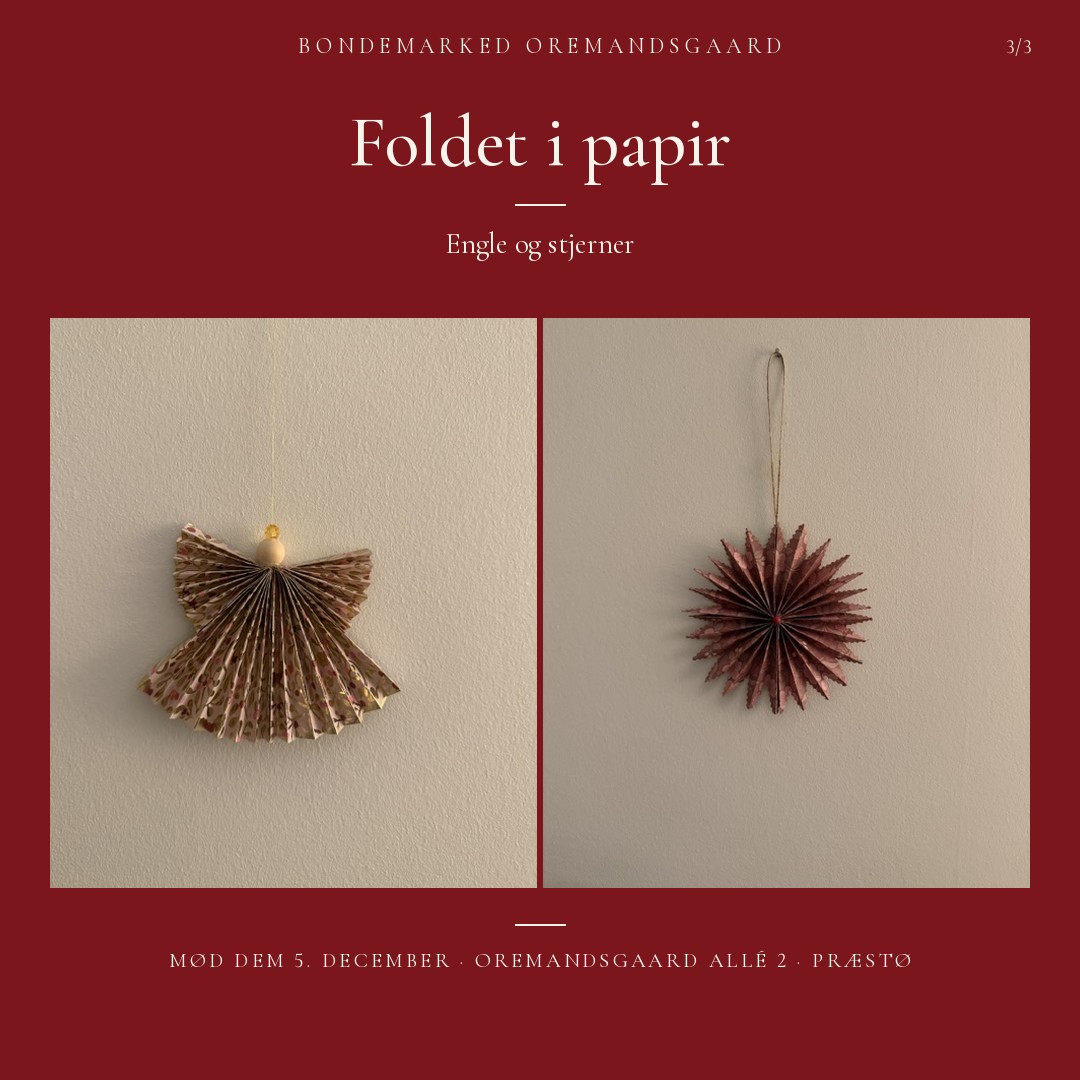 BONDEMARKED OREMANDSGAARD
3/3
Foldet i papir
Engle og stjerner
MØD DEM 5. DECEMBER · OREMANDSGAARD ALLÉ 2 · PRÆSTØ